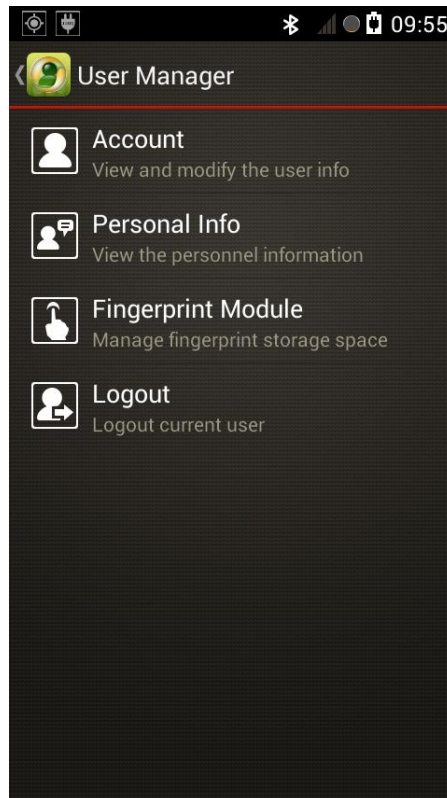 09:55
User Manager
Account
View and modify the user info
Personal Info
View the personnel information
Fingerprint Module
Manage fingerprint storage space
Logout
Logout current user